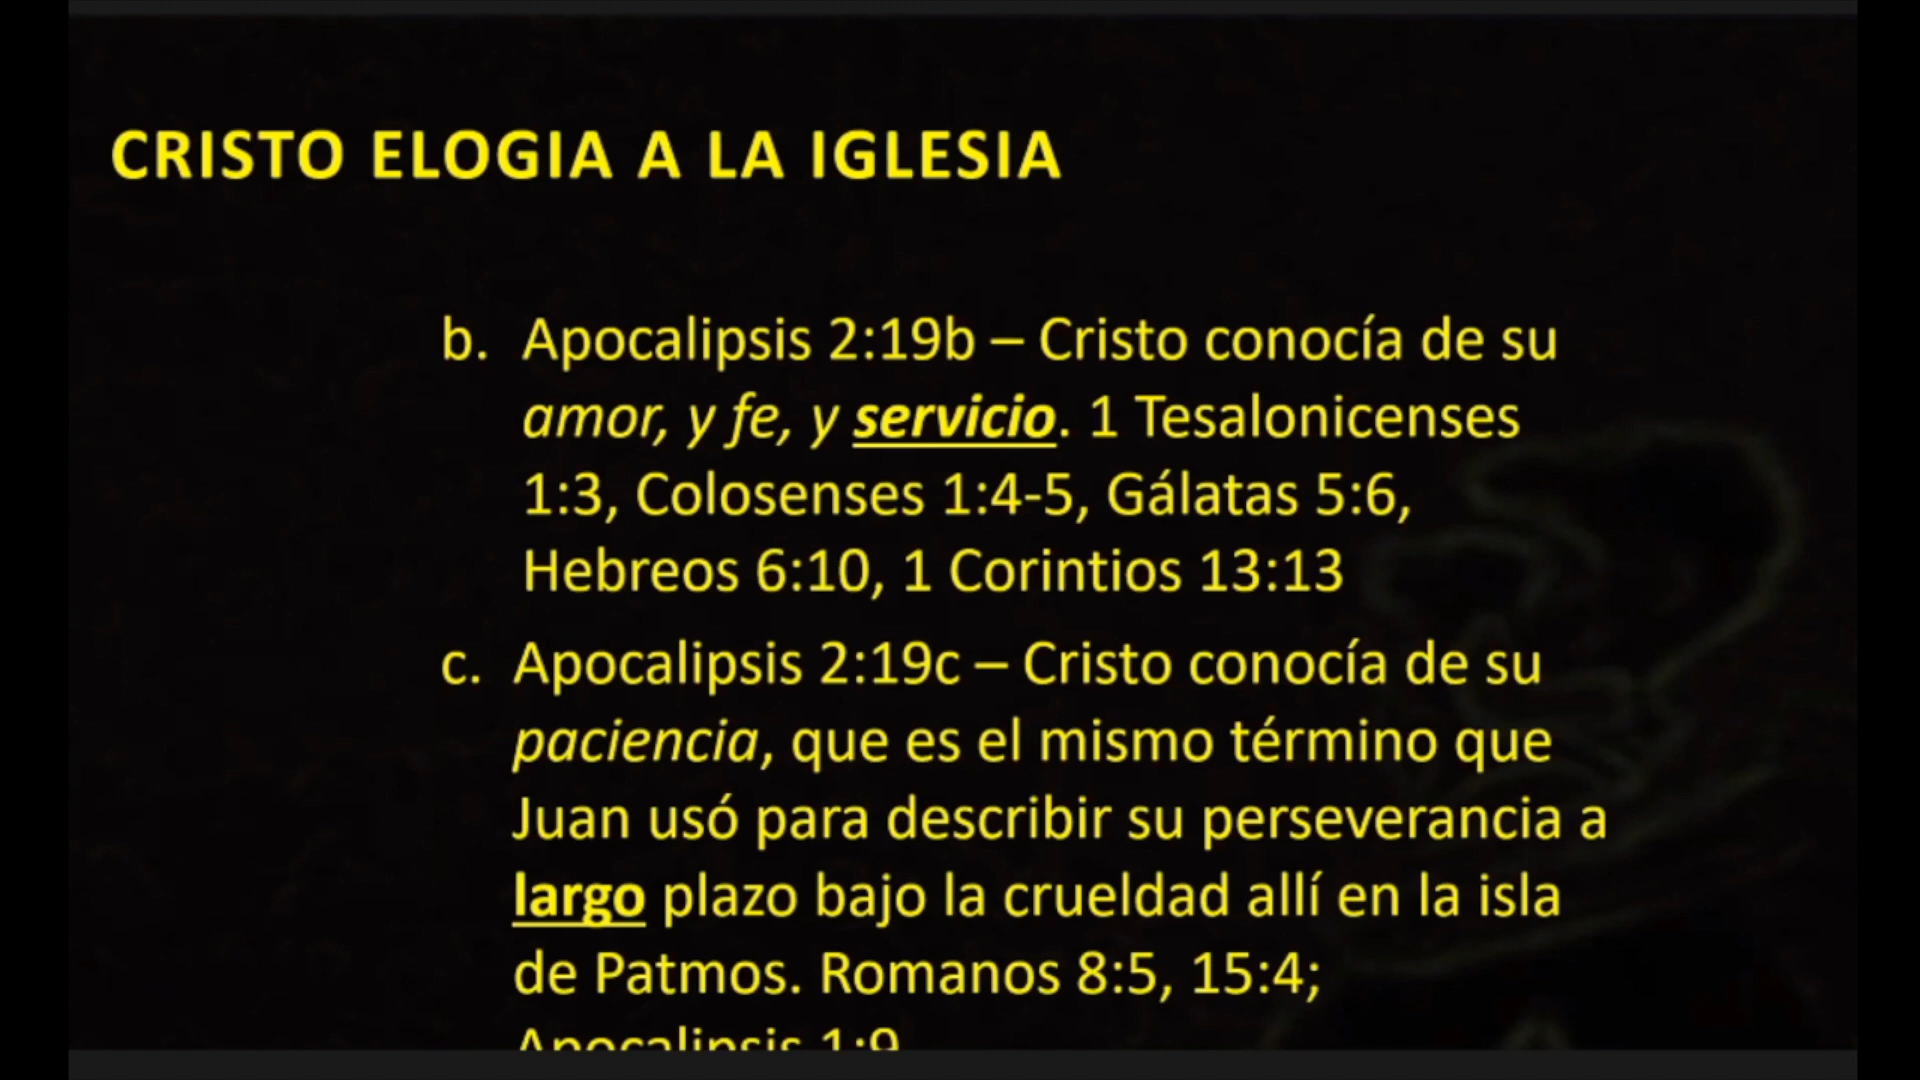 CRISTO ELOGIA A LA IGLESIA
b. Apocalipsis 2:19b – Cristo conocía de su
amor, y fe, y servicio. 1 Tesalonicenses
1:3, Colosenses 1:4-5, Gálatas 5:6,
Hebreos 6:10, 1 Corintios 13:13
c. Apocalipsis 2:19c – Cristo conocía de su
paciencia, que es el mismo término que
Juan usó para describir su perseverancia a
largo plazo bajo la crueldad allí en la isla
de Patmos. Romanos 8:5, 15:4;
Apocalipsis 1:9